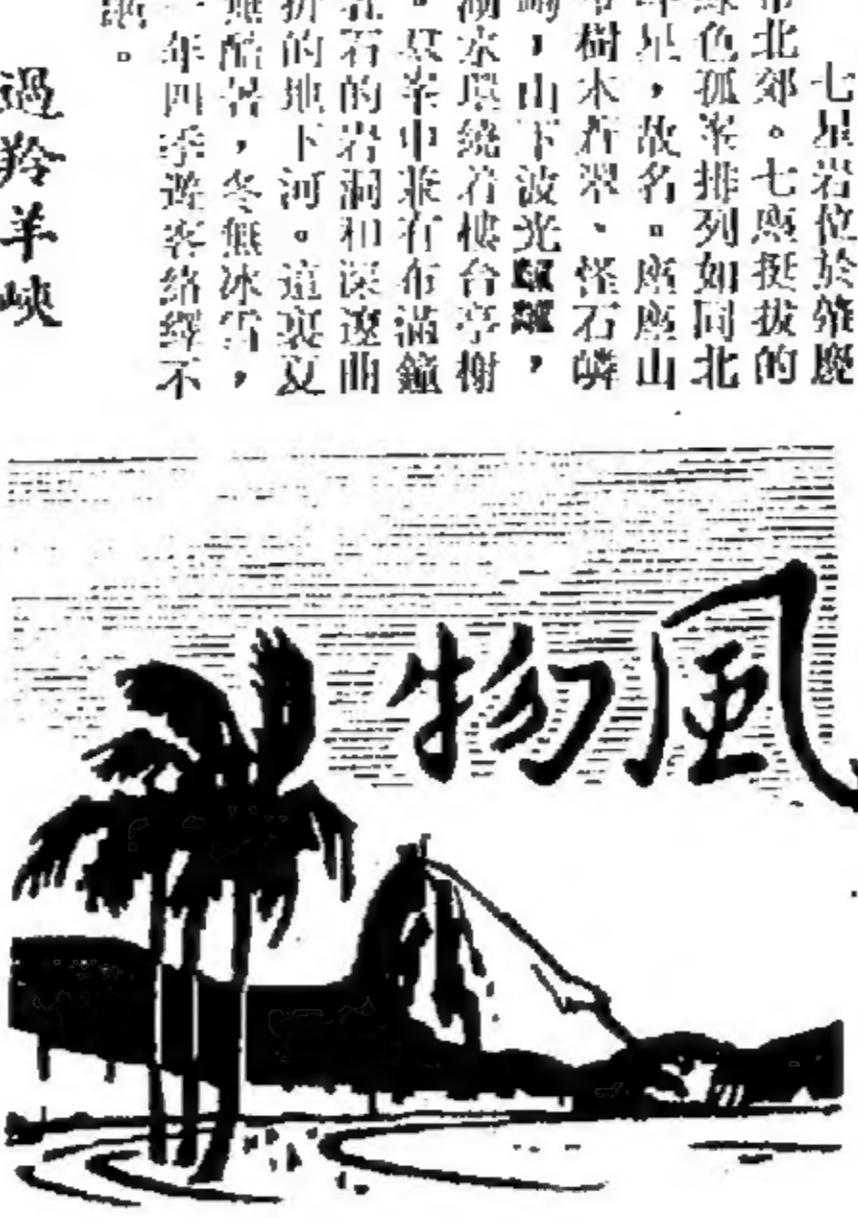 七星岩位於肇慶
市北郊。七座挺拔的
綠色孤峯排列如同北
斗星，故名。座座山
峯樹木蒼翠、怪石嶙
峋，山下波光粼粼，
湖水環繞着樓台亭榭
。羣峯中兼有布滿鐘
乳石的岩洞和深邃曲
折的地下河。這裏夏
無酷暑，冬無冰雪，
一年四季遊客絡繹不
過羚羊峽
風物